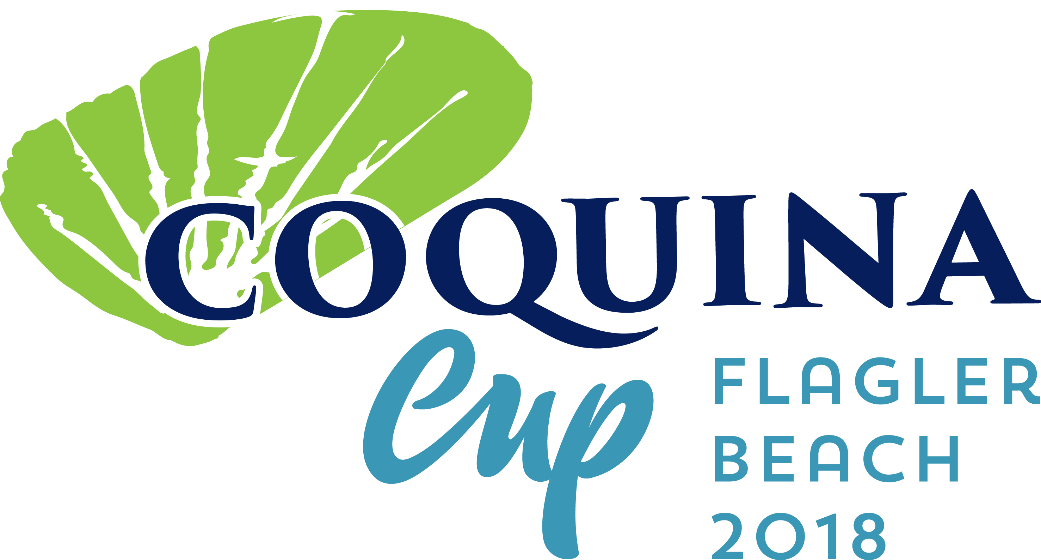 COQUINA
Cup
FLAGLER
BEACH
2018